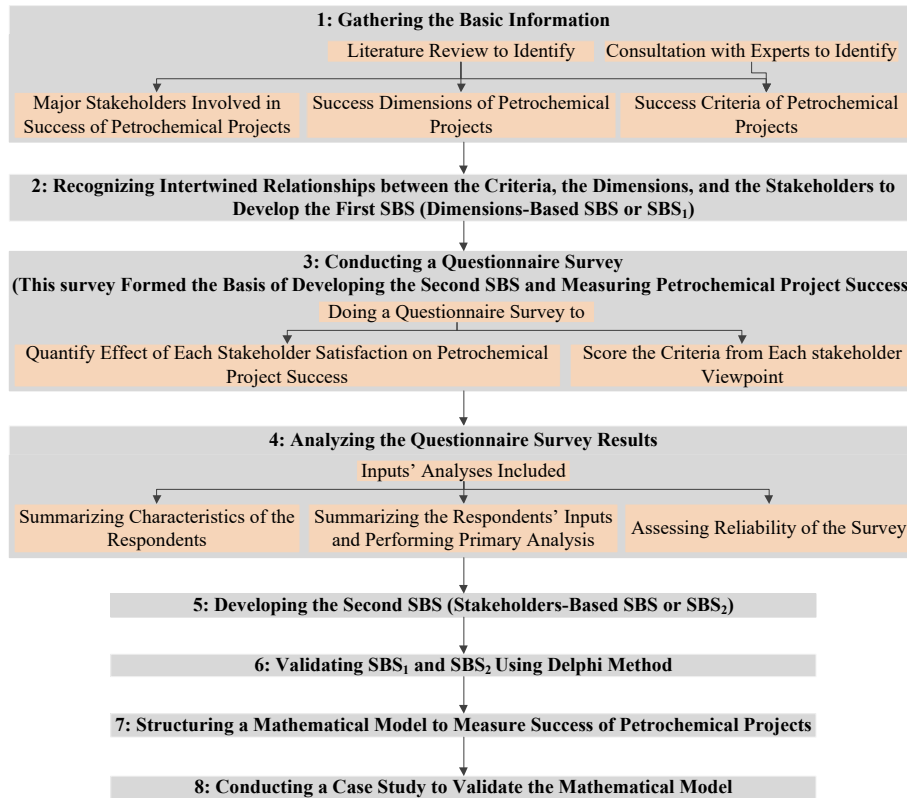 1: Gathering the Basic Information
Literature Review to Identify
Consultation with Experts to Identify
Major Stakeholders Involved in
Success of Petrochemical Projects
Success Dimensions of Petrochemical
Projects
Success Criteria of Petrochemical
Projects
2: Recognizing Intertwined Relationships between the Criteria, the Dimensions, and the Stakeholders to
Develop the First SBS (Dimensions-Based SBS or SBS₁)
3: Conducting a Questionnaire Survey
(This survey Formed the Basis of Developing the Second SBS and Measuring Petrochemical Project Success
Doing a Questionnaire Survey to
Quantify Effect of Each Stakeholder Satisfaction on Petrochemical
Project Success
Score the Criteria from Each stakeholder
Viewpoint
4: Analyzing the Questionnaire Survey Results
Inputs’ Analyses Included
Summarizing Characteristics of the
Respondents
Summarizing the Respondents’ Inputs
and Performing Primary Analysis
Assessing Reliability of the Survey
5: Developing the Second SBS (Stakeholders-Based SBS or SBS₂)
6: Validating SBS₁ and SBS₂ Using Delphi Method
7: Structuring a Mathematical Model to Measure Success of Petrochemical Projects
8: Conducting a Case Study to Validate the Mathematical Model